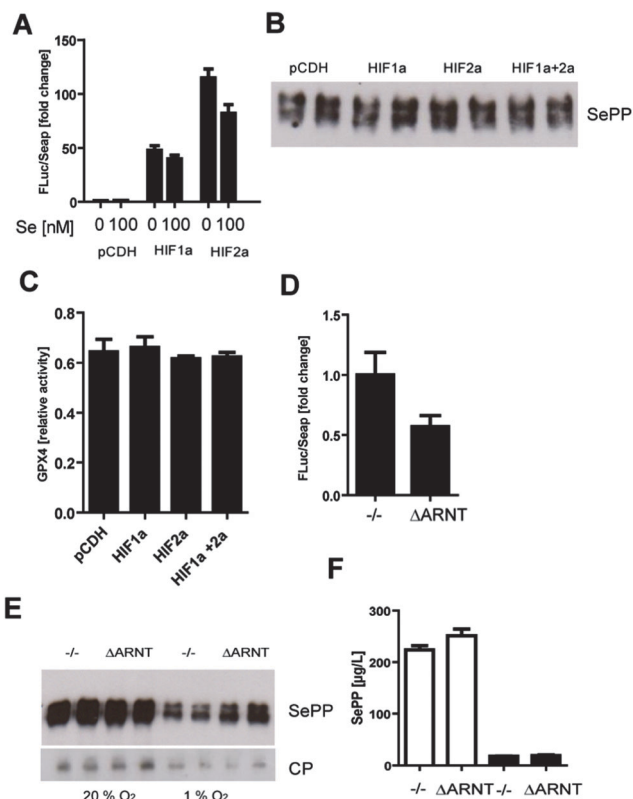 A
FLuc/Seap [fold change]
150
100
50
0
Se [nM]
0 100 0 100 0 100
pCDH HIF1a HIF2a
B
pCDH HIF1a HIF2a HIF1a+2a
SePP
C
GPX4 [relative activity]
0.8
0.6
0.4
0.2
0.0
pCDH
HIF1a
HIF2a
HIF1a +2a
D
FLuc/Seap [fold change]
1.5
1.0
0.5
0.0
-/- ΔARNT
E
-/- ΔARNT -/- ΔARNT
SePP
CP
20 % O₂ 1 % O₂
F
SePP [µg/L]
300
200
100
0
-/- ΔARNT -/- ΔARNT